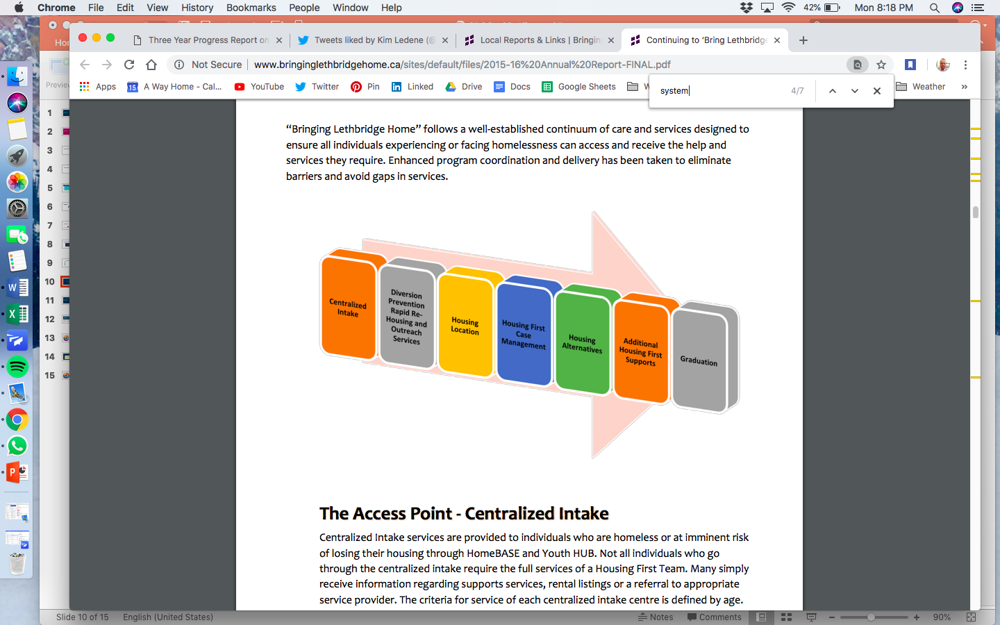 Chrome File Edit View History Bookmarks People Window Help 42% Mon 8:18 PM
Three Year Progress Report on Tweets liked by Kim Ledene (@ Local Reports & Links | Bringin Continuing to ‘Bring Lethbridge
Not Secure www.bringinglethbridgehome.ca/sites/default/files/2015-16%20Annual%20Report-FINAL.pdf
Apps 15 A Way Home - Cal... YouTube Twitter Pin Linked Drive Docs Google Sheets W Weather »
system 4/7
Hor
Preview
1
2
3
4
5
6
7
8
9
10
11
12
13
14
15
“Bringing Lethbridge Home” follows a well-established continuum of care and services designed to
ensure all individuals experiencing or facing homelessness can access and receive the help and
services they require. Enhanced program coordination and delivery has been taken to eliminate
barriers and avoid gaps in services.
Centralized
Intake
Diversion
Prevention
Rapid Re-
Housing and
Outreach
Services
Housing
Location
Housing First
Case
Management
Housing
Alternatives
Additional
Housing First
Supports
Graduation
The Access Point - Centralized Intake
Centralized Intake services are provided to individuals who are homeless or at imminent risk
of losing their housing through HomeBASE and Youth HUB. Not all individuals who go
through the centralized intake require the full services of a Housing First Team. Many simply
receive information regarding supports services, rental listings or a referral to appropriate
service provider. The criteria for service of each centralized intake centre is defined by age.
Slide 10 of 15 English (United States) Notes Comments 90%